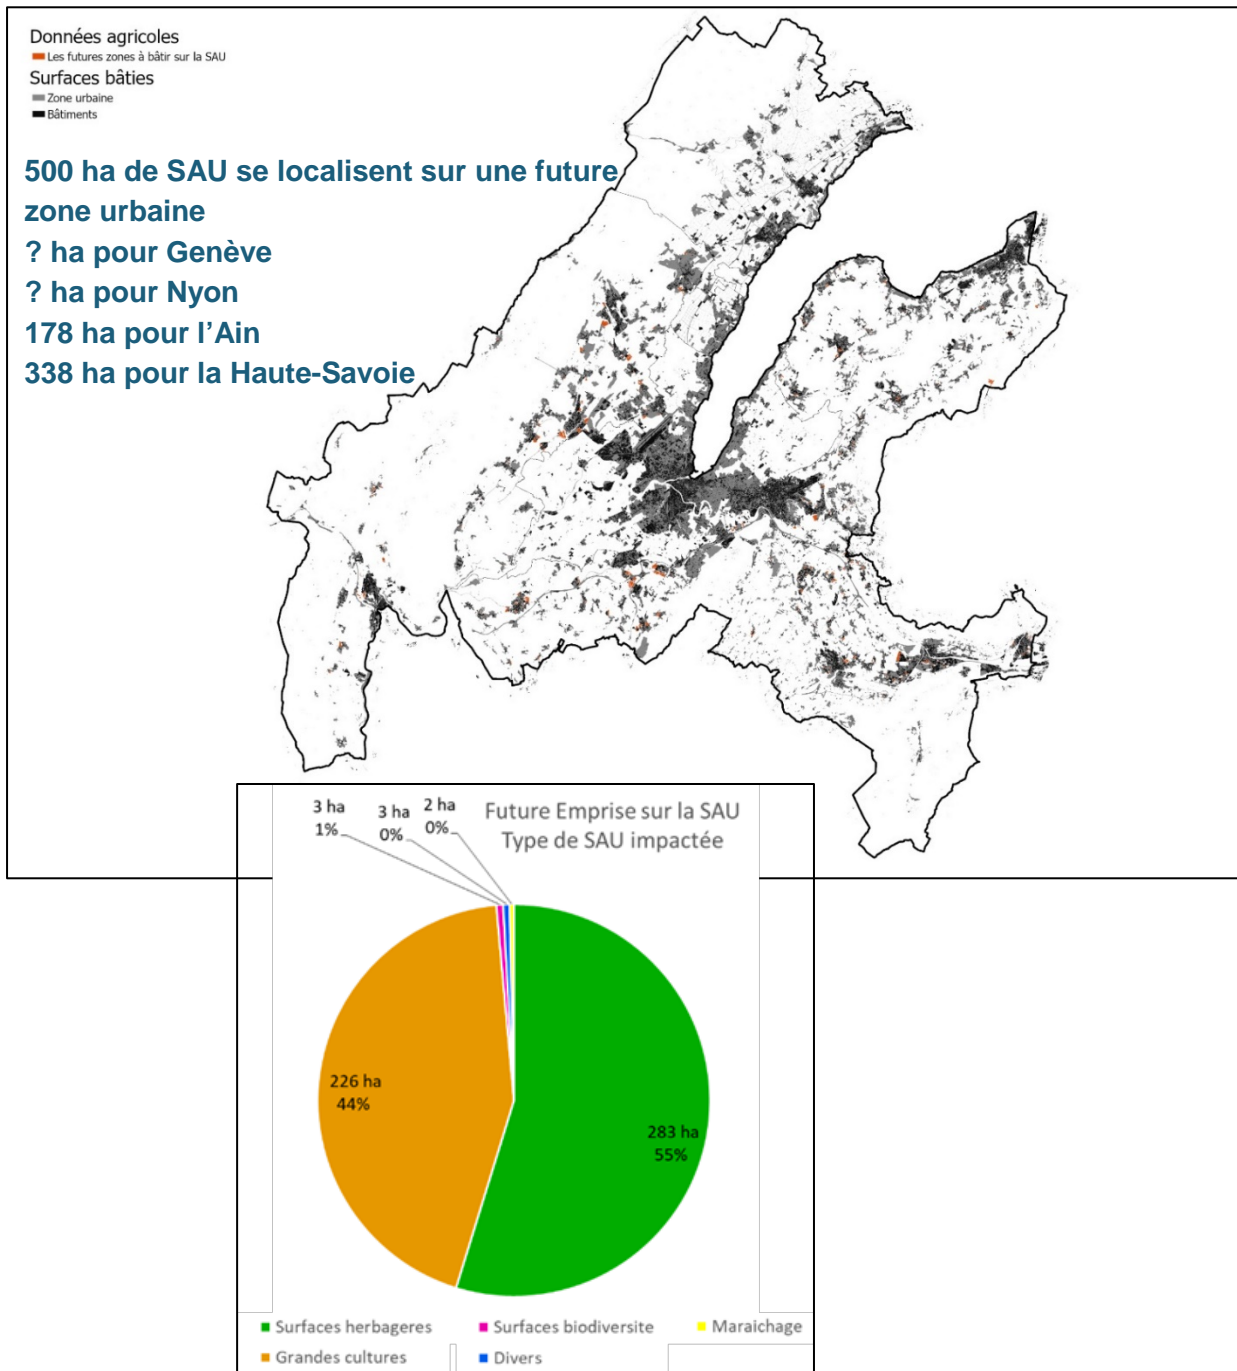 Données agricoles
Les futures zones à bâtir sur la SAU
Surfaces bâties
Zone urbaine
Bâtiments
500 ha de SAU se localisent sur une future
zone urbaine
? ha pour Genève
? ha pour Nyon
178 ha pour l’Ain
338 ha pour la Haute-Savoie
Future Emprise sur la SAU
Type de SAU impactée
3 ha
1%
3 ha
0%
2 ha
0%
226 ha
44%
283 ha
55%
Surfaces herbageres
Surfaces biodiversite
Maraichage
Grandes cultures
Divers